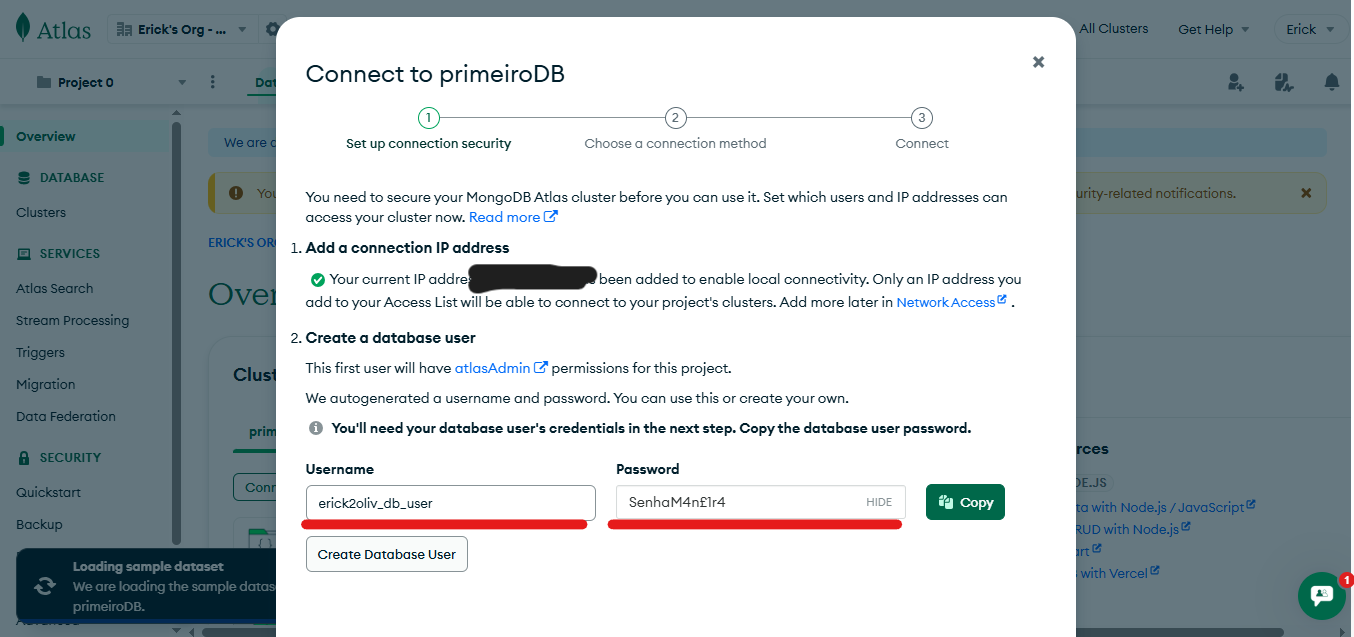 Atlas
Erick's Org - ...
All Clusters
Get Help
Erick
Project 0
Dat
Overview
DATABASE
Clusters
SERVICES
Atlas Search
Stream Processing
Triggers
Migration
Data Federation
SECURITY
Quickstart
Backup
We are
You
urity-related notifications.
ERICK'S ORG
Over
Clust
prim
Conn
Connect to primeiroDB
1
2
3
Set up connection security
Choose a connection method
Connect
You need to secure your MongoDB Atlas cluster before you can use it. Set which users and IP addresses can
access your cluster now. Read more
1. Add a connection IP address
Your current IP addre been added to enable local connectivity. Only an IP address you
add to your Access List will be able to connect to your project's clusters. Add more later in Network Access .
2. Create a database user
This first user will have atlasAdmin permissions for this project.
We autogenerated a username and password. You can use this or create your own.
You'll need your database user's credentials in the next step. Copy the database user password.
Username
Password
erick2oliv_db_user
SenhaM4n£1r4
HIDE
Copy
Create Database User
rces
DE.JS
ta with Node.js / JavaScript
RUD with Node.js
art
with Vercel
Loading sample dataset
We are loading the sample datas
primeiroDB.
1